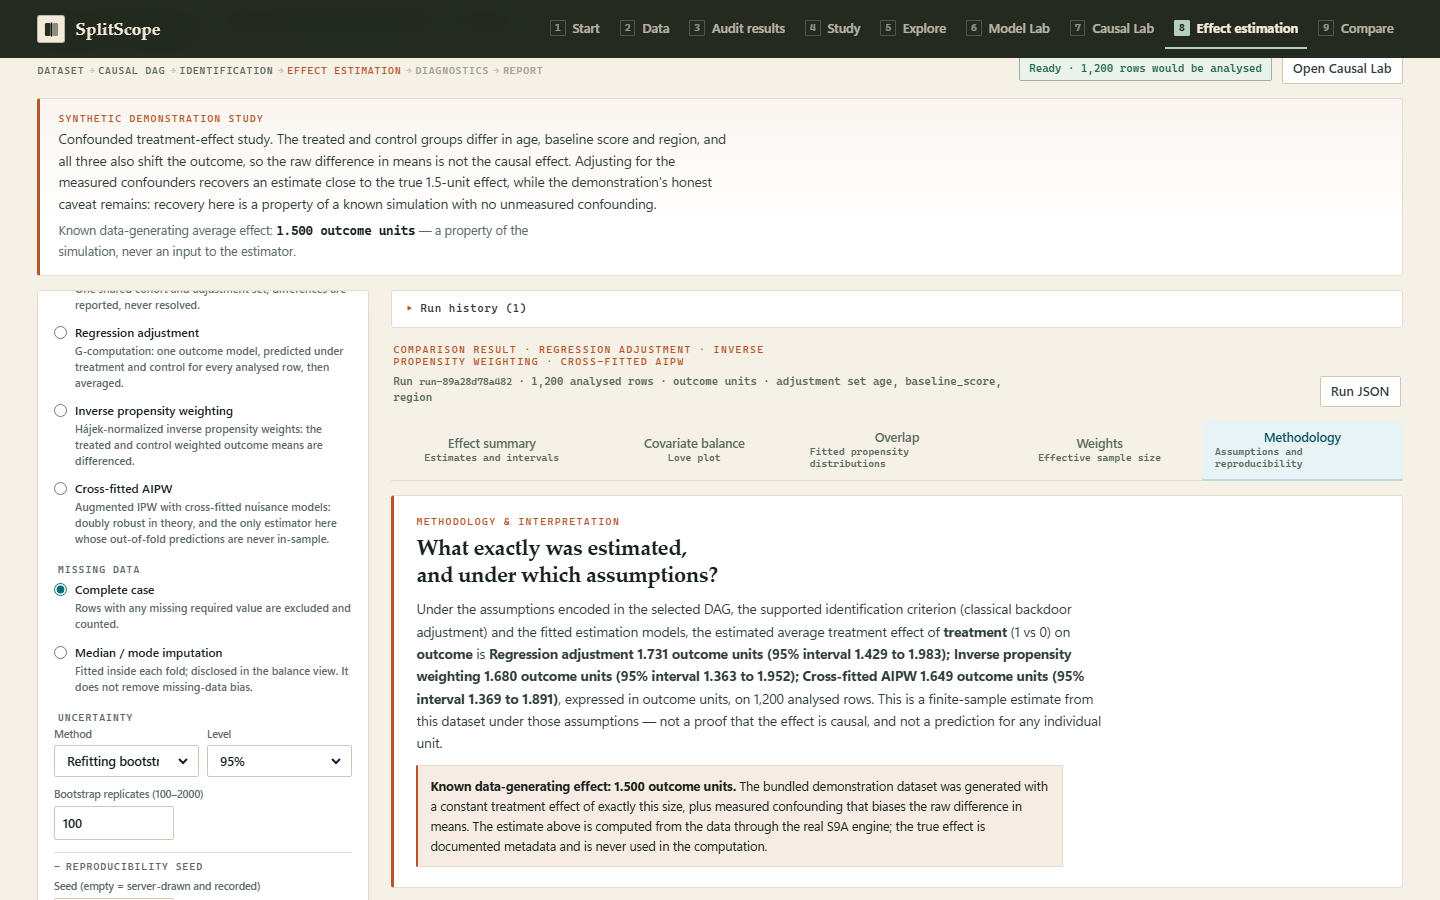 SplitScope
1 Start
2 Data
3 Audit results
4 Study
5 Explore
6 Model Lab
7 Causal Lab
8 Effect estimation
9 Compare
DATASET → CAUSAL DAG → IDENTIFICATION → EFFECT ESTIMATION → DIAGNOSTICS → REPORT
Ready · 1,200 rows would be analysed
Open Causal Lab
SYNTHETIC DEMONSTRATION STUDY
Confounded treatment-effect study. The treated and control groups differ in age, baseline score and region, and
all three also shift the outcome, so the raw difference in means is not the causal effect. Adjusting for the
measured confounders recovers an estimate close to the true 1.5-unit effect, while the demonstration's honest
caveat remains: recovery here is a property of a known simulation with no unmeasured confounding.
Known data-generating average effect: 1.500 outcome units — a property of the
simulation, never an input to the estimator.
One shared cohort and adjustment set; differences are
reported, never resolved.
Regression adjustment
G-computation: one outcome model, predicted under
treatment and control for every analysed row, then
averaged.
Inverse propensity weighting
Hájek-normalized inverse propensity weights: the
treated and control weighted outcome means are
differenced.
Cross-fitted AIPW
Augmented IPW with cross-fitted nuisance models:
doubly robust in theory, and the only estimator here
whose out-of-fold predictions are never in-sample.
MISSING DATA
Complete case
Rows with any missing required value are excluded and
counted.
Median / mode imputation
Fitted inside each fold; disclosed in the balance view. It
does not remove missing-data bias.
UNCERTAINTY
Method
Level
Refitting bootstr
95%
Bootstrap replicates (100–2000)
100
– REPRODUCIBILITY SEED
Seed (empty = server-drawn and recorded)
▸ Run history (1)
COMPARISON RESULT · REGRESSION ADJUSTMENT · INVERSE
PROPENSITY WEIGHTING · CROSS-FITTED AIPW
Run run-89a28d78a482 · 1,200 analysed rows · outcome units · adjustment set age, baseline_score,
region
Run JSON
Effect summary
Estimates and intervals
Covariate balance
Love plot
Overlap
Fitted propensity
distributions
Weights
Effective sample size
Methodology
Assumptions and
reproducibility
METHODOLOGY & INTERPRETATION
What exactly was estimated,
and under which assumptions?
Under the assumptions encoded in the selected DAG, the supported identification criterion (classical backdoor
adjustment) and the fitted estimation models, the estimated average treatment effect of treatment (1 vs 0) on
outcome is Regression adjustment 1.731 outcome units (95% interval 1.429 to 1.983); Inverse propensity
weighting 1.680 outcome units (95% interval 1.363 to 1.952); Cross-fitted AIPW 1.649 outcome units (95%
interval 1.369 to 1.891), expressed in outcome units, on 1,200 analysed rows. This is a finite-sample estimate from
this dataset under those assumptions — not a proof that the effect is causal, and not a prediction for any individual
unit.
Known data-generating effect: 1.500 outcome units. The bundled demonstration dataset was generated with
a constant treatment effect of exactly this size, plus measured confounding that biases the raw difference in
means. The estimate above is computed from the data through the real S9A engine; the true effect is
documented metadata and is never used in the computation.